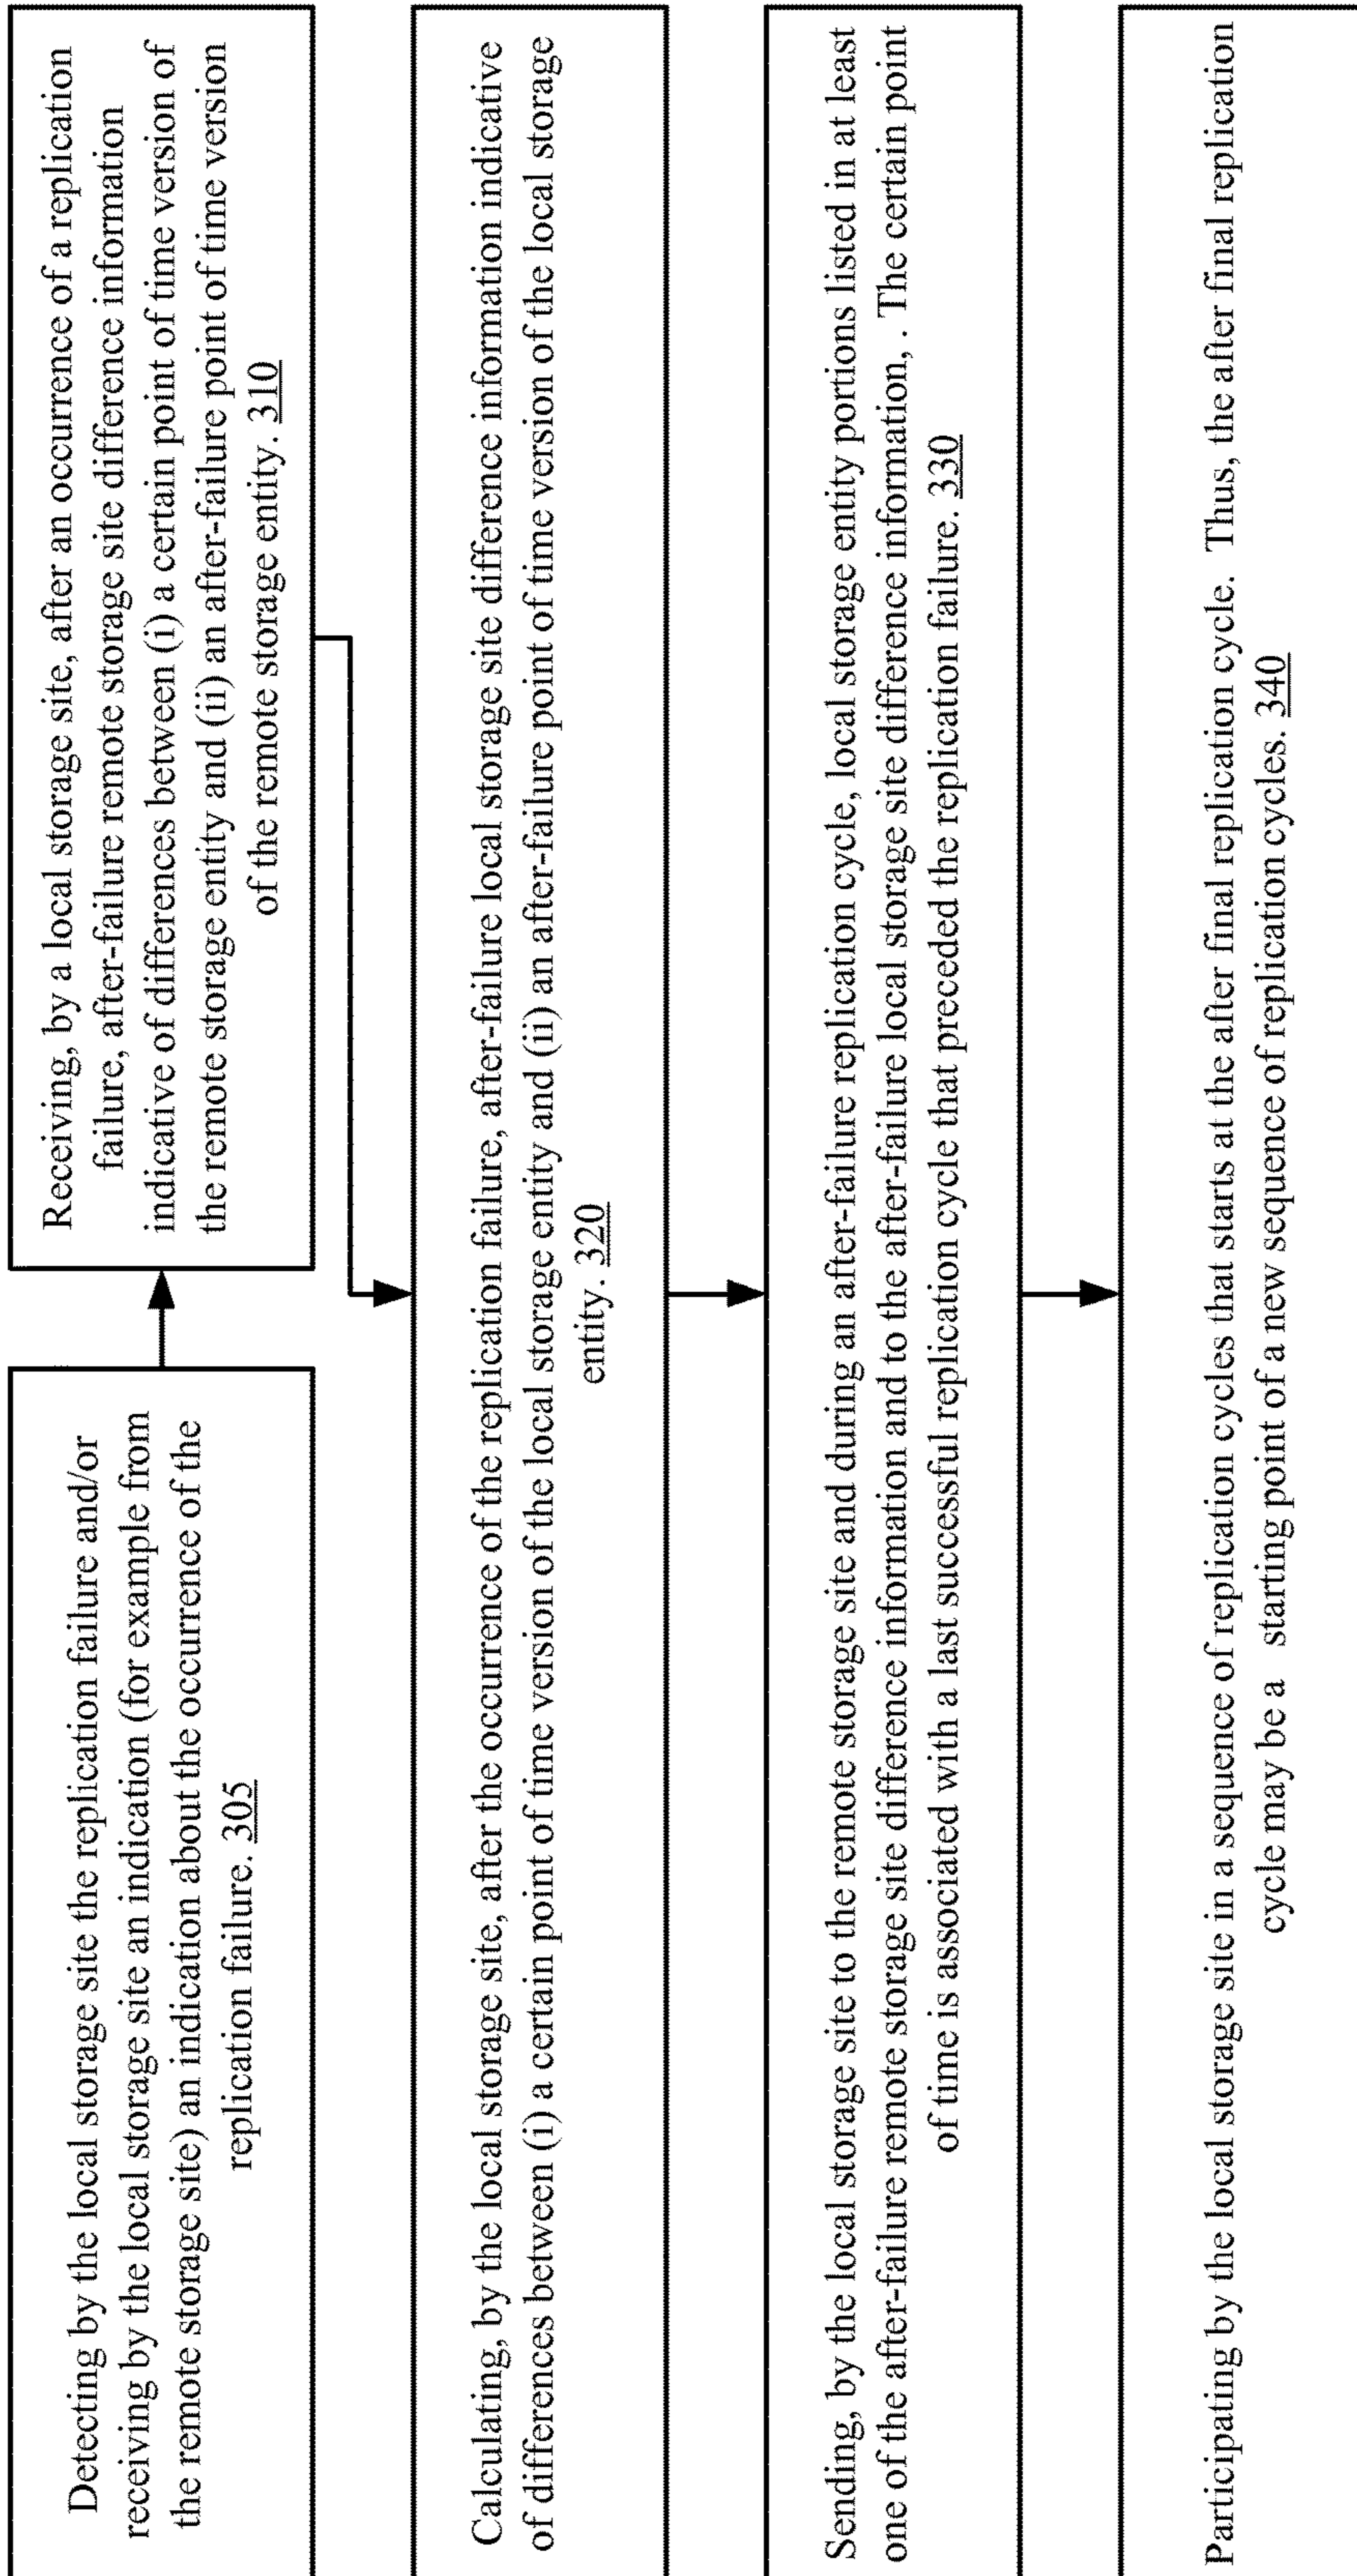 Detecting by the local storage site the replication failure and/or
receiving by the local storage site an indication (for example from
the remote storage site) an indication about the occurrence of the
replication failure. 305
Receiving, by a local storage site, after an occurrence of a replication
failure, after-failure remote storage site difference information
indicative of differences between (i) a certain point of time version of
the remote storage entity and (ii) an after-failure point of time version
of the remote storage entity. 310
Calculating, by the local storage site, after the occurrence of the replication failure, after-failure local storage site difference information indicative
of differences between (i) a certain point of time version of the local storage entity and (ii) an after-failure point of time version of the local storage
entity. 320
Sending, by the local storage site to the remote storage site and during an after-failure replication cycle, local storage entity portions listed in at least
one of the after-failure remote storage site difference information and to the after-failure local storage site difference information, . The certain point
of time is associated with a last successful replication cycle that preceded the replication failure. 330
Participating by the local storage site in a sequence of replication cycles that starts at the after final replication cycle. Thus, the after final replication
cycle may be a starting point of a new sequence of replication cycles. 340